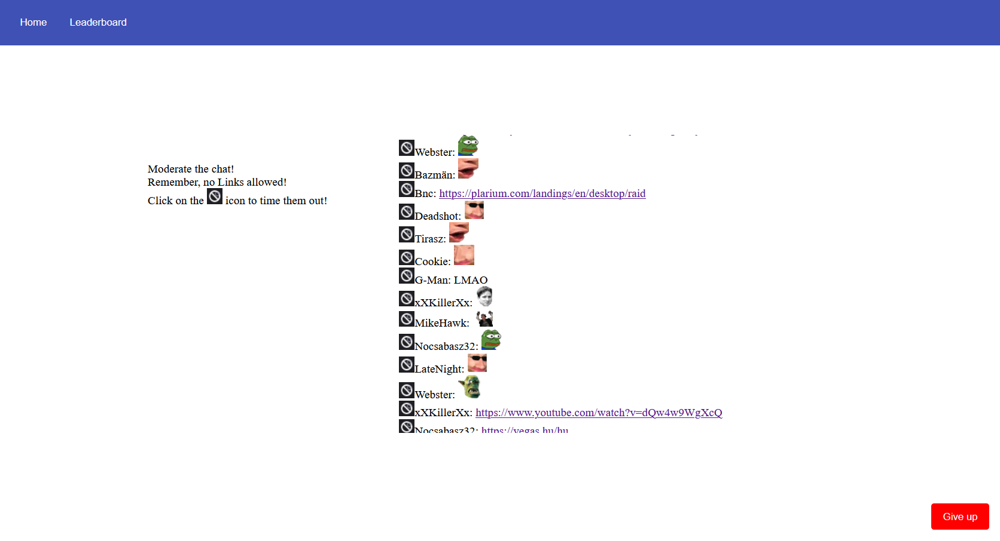 Home Leaderboard
Moderate the chat!
Remember, no Links allowed!
Click on the icon to time them out!
Webster:
Bazmän:
Bnc: https://plarium.com/landings/en/desktop/raid
Deadshot:
Tirasz:
Cookie:
G-Man: LMAO
xXKillerXx:
MikeHawk:
Nocsabasz32:
LateNight:
Webster:
xXKillerXx: https://www.youtube.com/watch?v=dQw4w9WgXcQ
Nocsabasz32: https://vegas.hu/hu
Give up